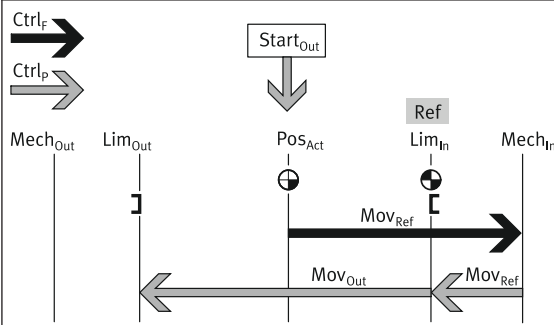 Ctrl_F
Start_Out
Ctrl_P
Ref
Mech_Out Lim_Out Pos_Act Lim_In Mech_In
Mov_Ref
Mov_Out Mov_Ref